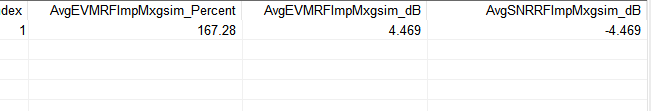 dex AvgEVMRFImpMxgsim_Percent AvgEVMRFImpMxgsim_dB AvgSNRRFImpMxgsim_dB
1 167.28 4.469 -4.469